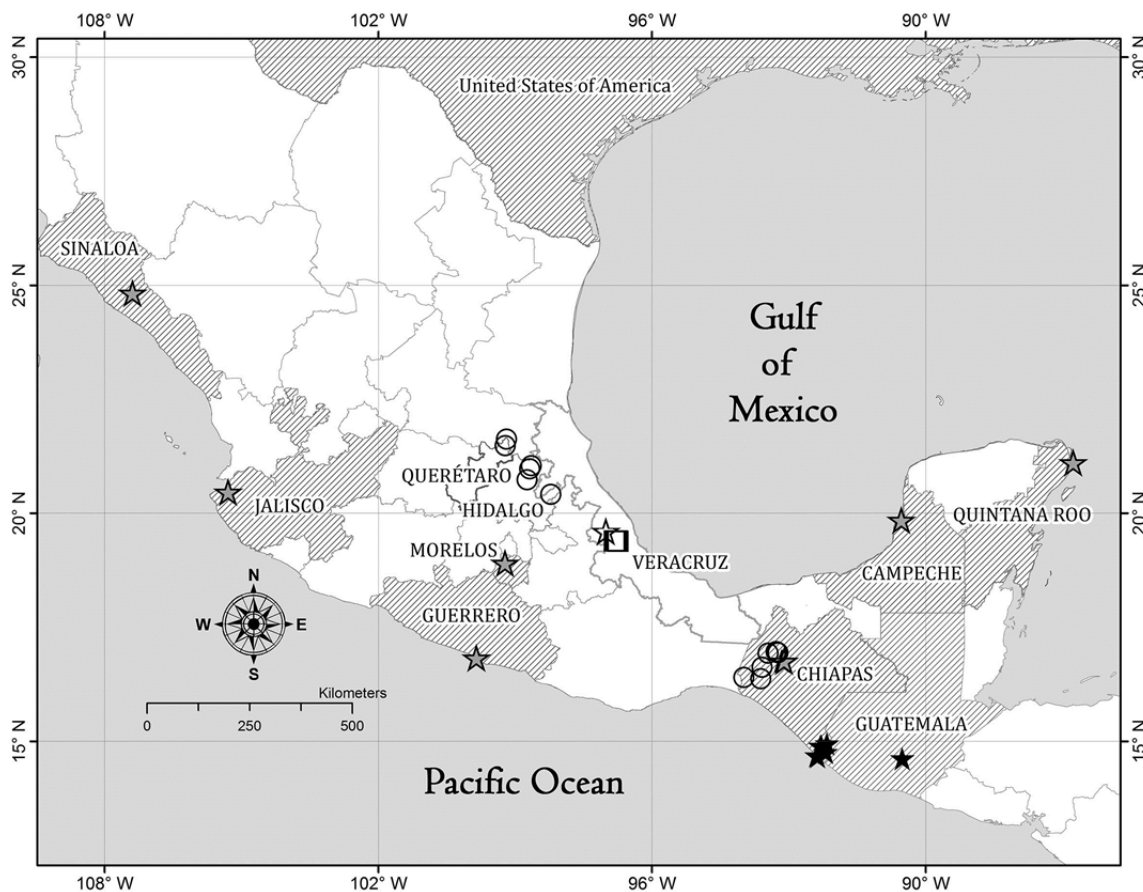 108° W 102° W 96° W 90° W
30° N 30° N
United States of America
SINALOA
25° N 25° N
Gulf
of
Mexico
QUERÉTARO
JALISCO
HIDALGO
20° N 20° N
QUINTANA ROO
MORELOS
VERACRUZ
CAMPECHE
GUERRERO
N
W E
S
CHIAPAS
Kilometers
0 250 500
GUATEMALA
15° N 15° N
Pacific Ocean
108° W 102° W 96° W 90° W